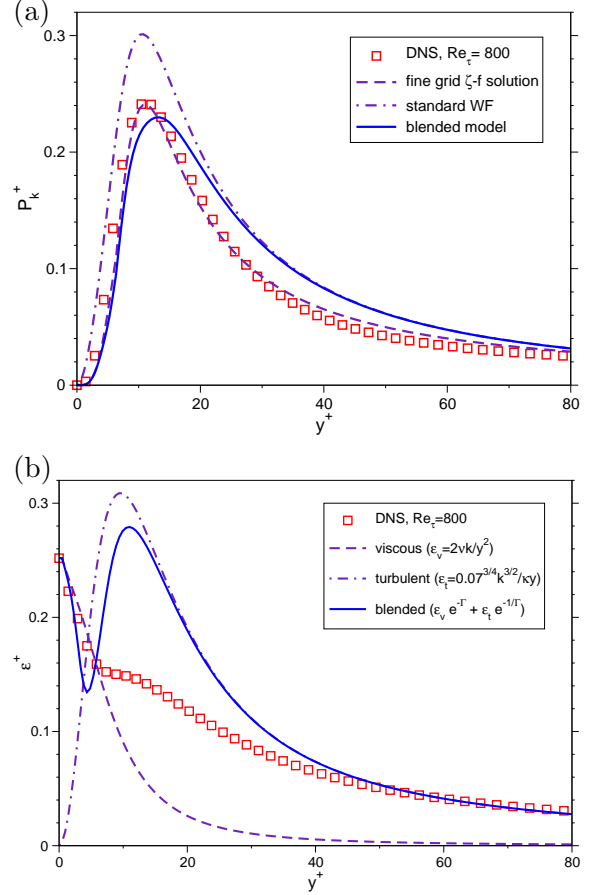 (a)
0.3
0.2
0.1
0
P_k^+
DNS, Re_τ = 800
fine grid ζ-f solution
standard WF
blended model
0 20 40 60 80
y^+
(b)
0.3
0.2
0.1
0
ε^+
DNS, Re_τ=800
viscous (ε_v=2νk/y^2)
turbulent (ε_t=0.07^{3/4}k^{3/2}/κy)
blended (ε_v e^{-Γ} + ε_t e^{-1/Γ})
0 20 40 60 80
y^+